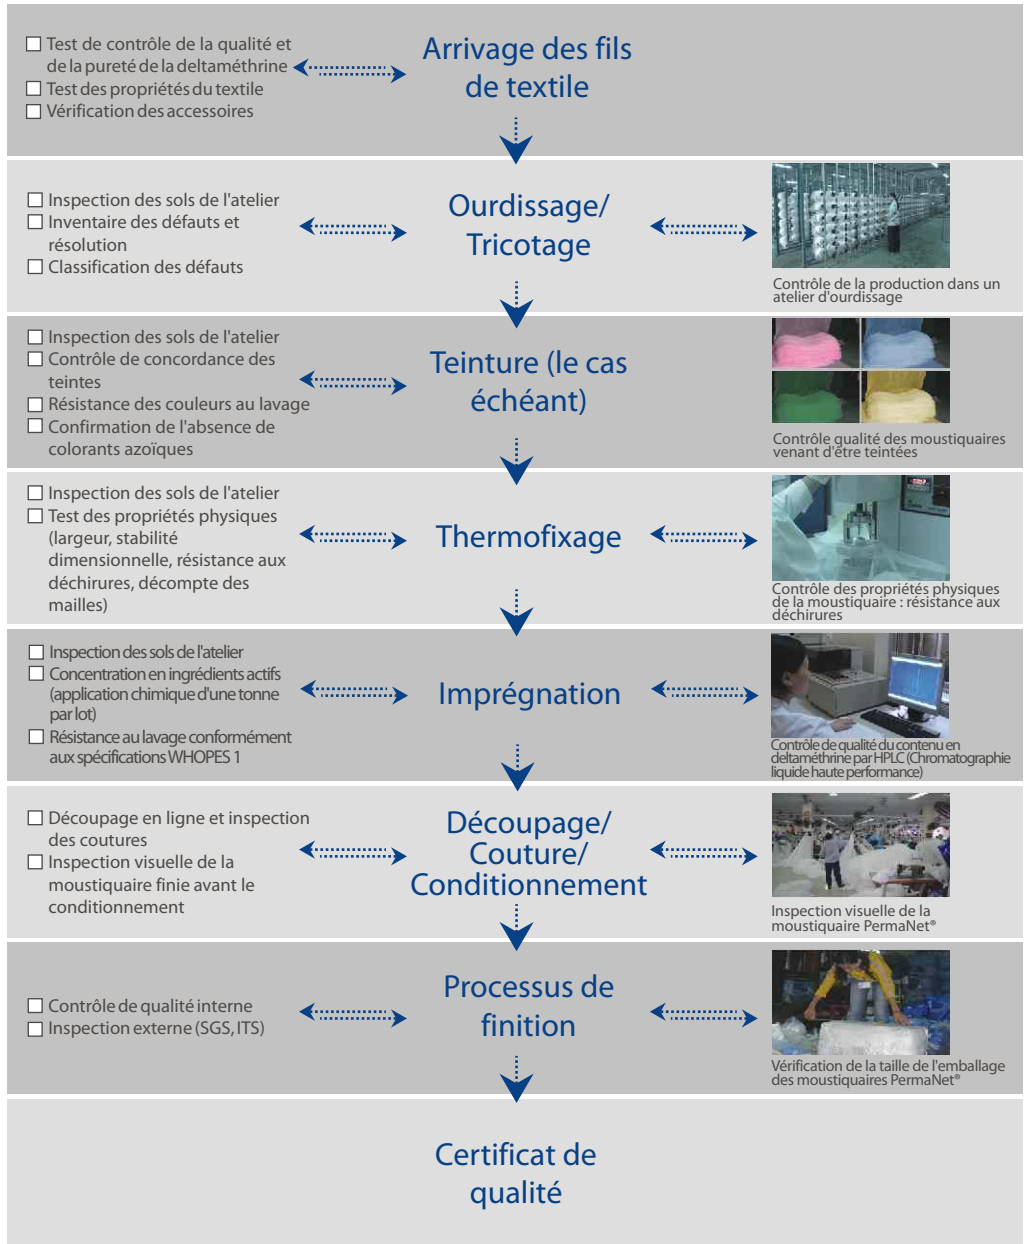 Test de contrôle de la qualité et
de la pureté de la deltaméthrine
Test des propriétés du textile
Vérification des accessoires
Arrivage des fils
de textile
Inspection des sols de l'atelier
Inventaire des défauts et
résolution
Classification des défauts
Ourdissage/
Tricotage
Contrôle de la production dans un
atelier d'ourdissage
Inspection des sols de l'atelier
Contrôle de concordance des
teintes
Résistance des couleurs au lavage
Confirmation de l'absence de
colorants azoïques
Teinture (le cas
échéant)
Contrôle qualité des moustiquaires
venant d'être teintées
Inspection des sols de l'atelier
Test des propriétés physiques
(largeur, stabilité
dimensionnelle, résistance aux
déchirures, décompte des
mailles)
Thermofixage
Contrôle des propriétés physiques
de la moustiquaire : résistance aux
déchirures
Inspection des sols de l'atelier
Concentration en ingrédients actifs
(application chimique d'une tonne
par lot)
Résistance au lavage conformément
aux spécifications WHOPES 1
Imprégnation
Contrôle de qualité du contenu en
deltaméthrine par HPLC (Chromatographie
liquide haute performance)
Découpage en ligne et inspection
des coutures
Inspection visuelle de la
moustiquaire finie avant le
conditionnement
Découpage/
Couture/
Conditionnement
Inspection visuelle de la
moustiquaire PermaNet®
Contrôle de qualité interne
Inspection externe (SGS, ITS)
Processus de
finition
Vérification de la taille de l'emballage
des moustiquaires PermaNet®
Certificat de
qualité